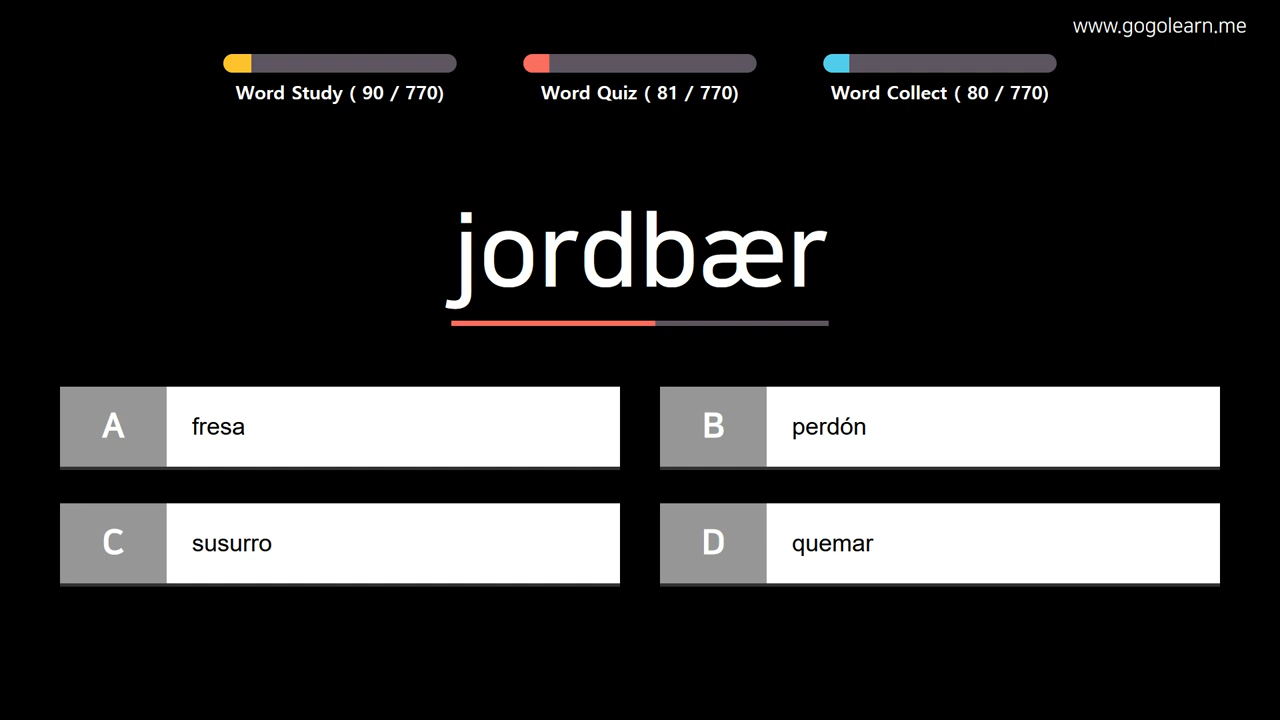 www.gogolearn.me
Word Study ( 90 / 770)
Word Quiz ( 81 / 770)
Word Collect ( 80 / 770)
jordbær
A fresa
B perdón
C susurro
D quemar